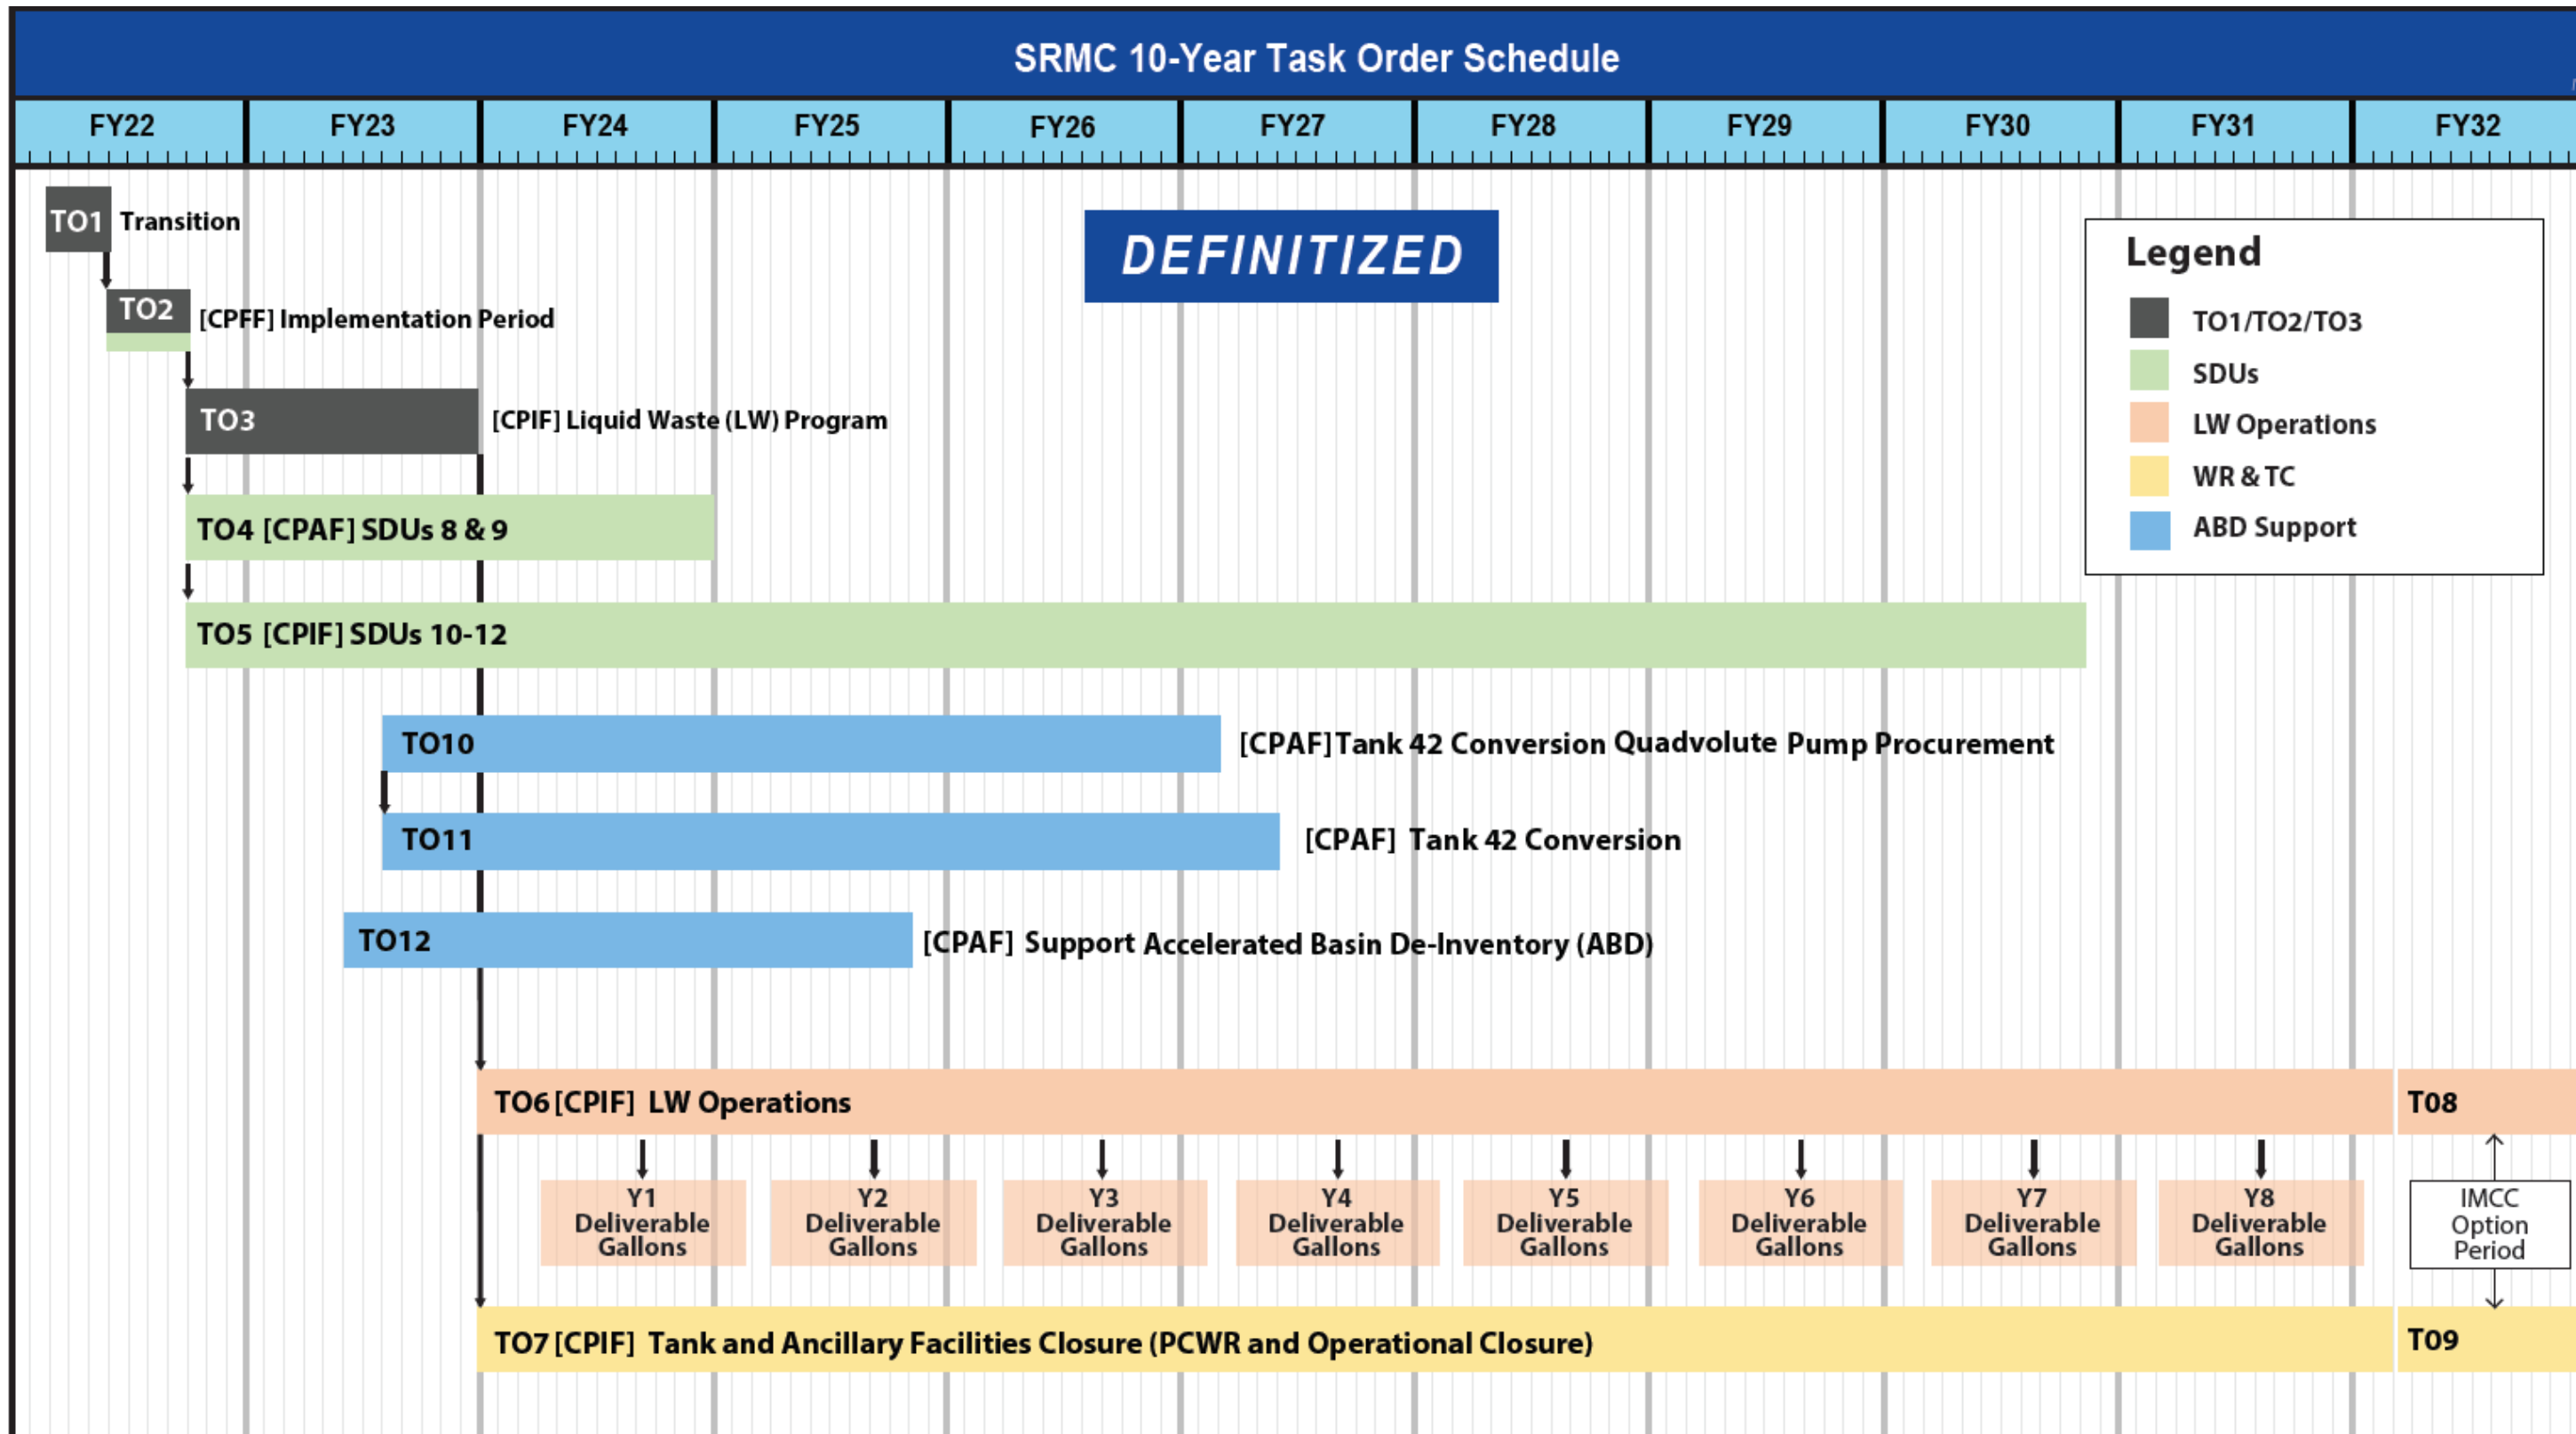 SRMC 10-Year Task Order Schedule
FY22 FY23 FY24 FY25 FY26 FY27 FY28 FY29 FY30 FY31 FY32
TO1 Transition
DEFINITIZED
TO2 [CPFF] Implementation Period
TO3 [CPIF] Liquid Waste (LW) Program
Legend
TO1/TO2/TO3
SDUs
LW Operations
WR & TC
ABD Support
TO4 [CPAF] SDUs 8 & 9
TO5 [CPIF] SDUs 10-12
TO10 [CPAF]Tank 42 Conversion Quadvolute Pump Procurement
TO11 [CPAF] Tank 42 Conversion
TO12 [CPAF] Support Accelerated Basin De-Inventory (ABD)
TO6 [CPIF] LW Operations
T08
Y1
Deliverable
Gallons
Y2
Deliverable
Gallons
Y3
Deliverable
Gallons
Y4
Deliverable
Gallons
Y5
Deliverable
Gallons
Y6
Deliverable
Gallons
Y7
Deliverable
Gallons
Y8
Deliverable
Gallons
IMCC
Option
Period
TO7 [CPIF] Tank and Ancillary Facilities Closure (PCWR and Operational Closure)
T09